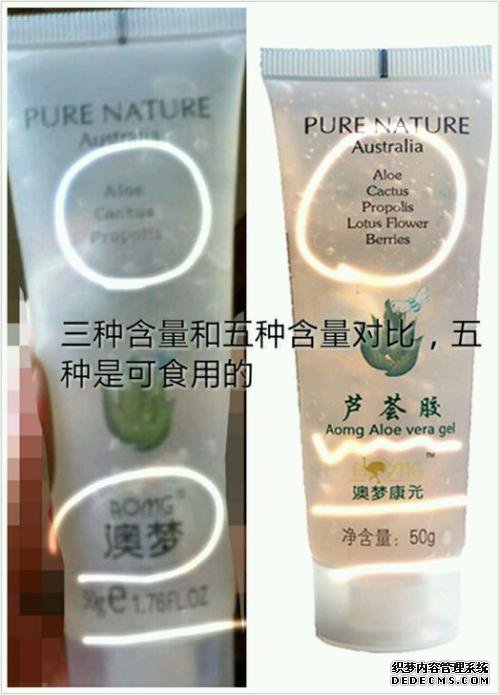 PURE NATURE
Australia
Aloe
Cactus
Propolis
AOMG®
澳梦
50g e 1.76FL.OZ
PURE NATURE
Australia
Aloe
Cactus
Propolis
Lotus Flower
Berries
三种含量和五种含量对比，五
种是可食用的
芦荟胶
Aomg Aloe vera gel
AOMG™
澳梦康元
净含量：50g
织梦内容管理系统
DEDECMS.COM